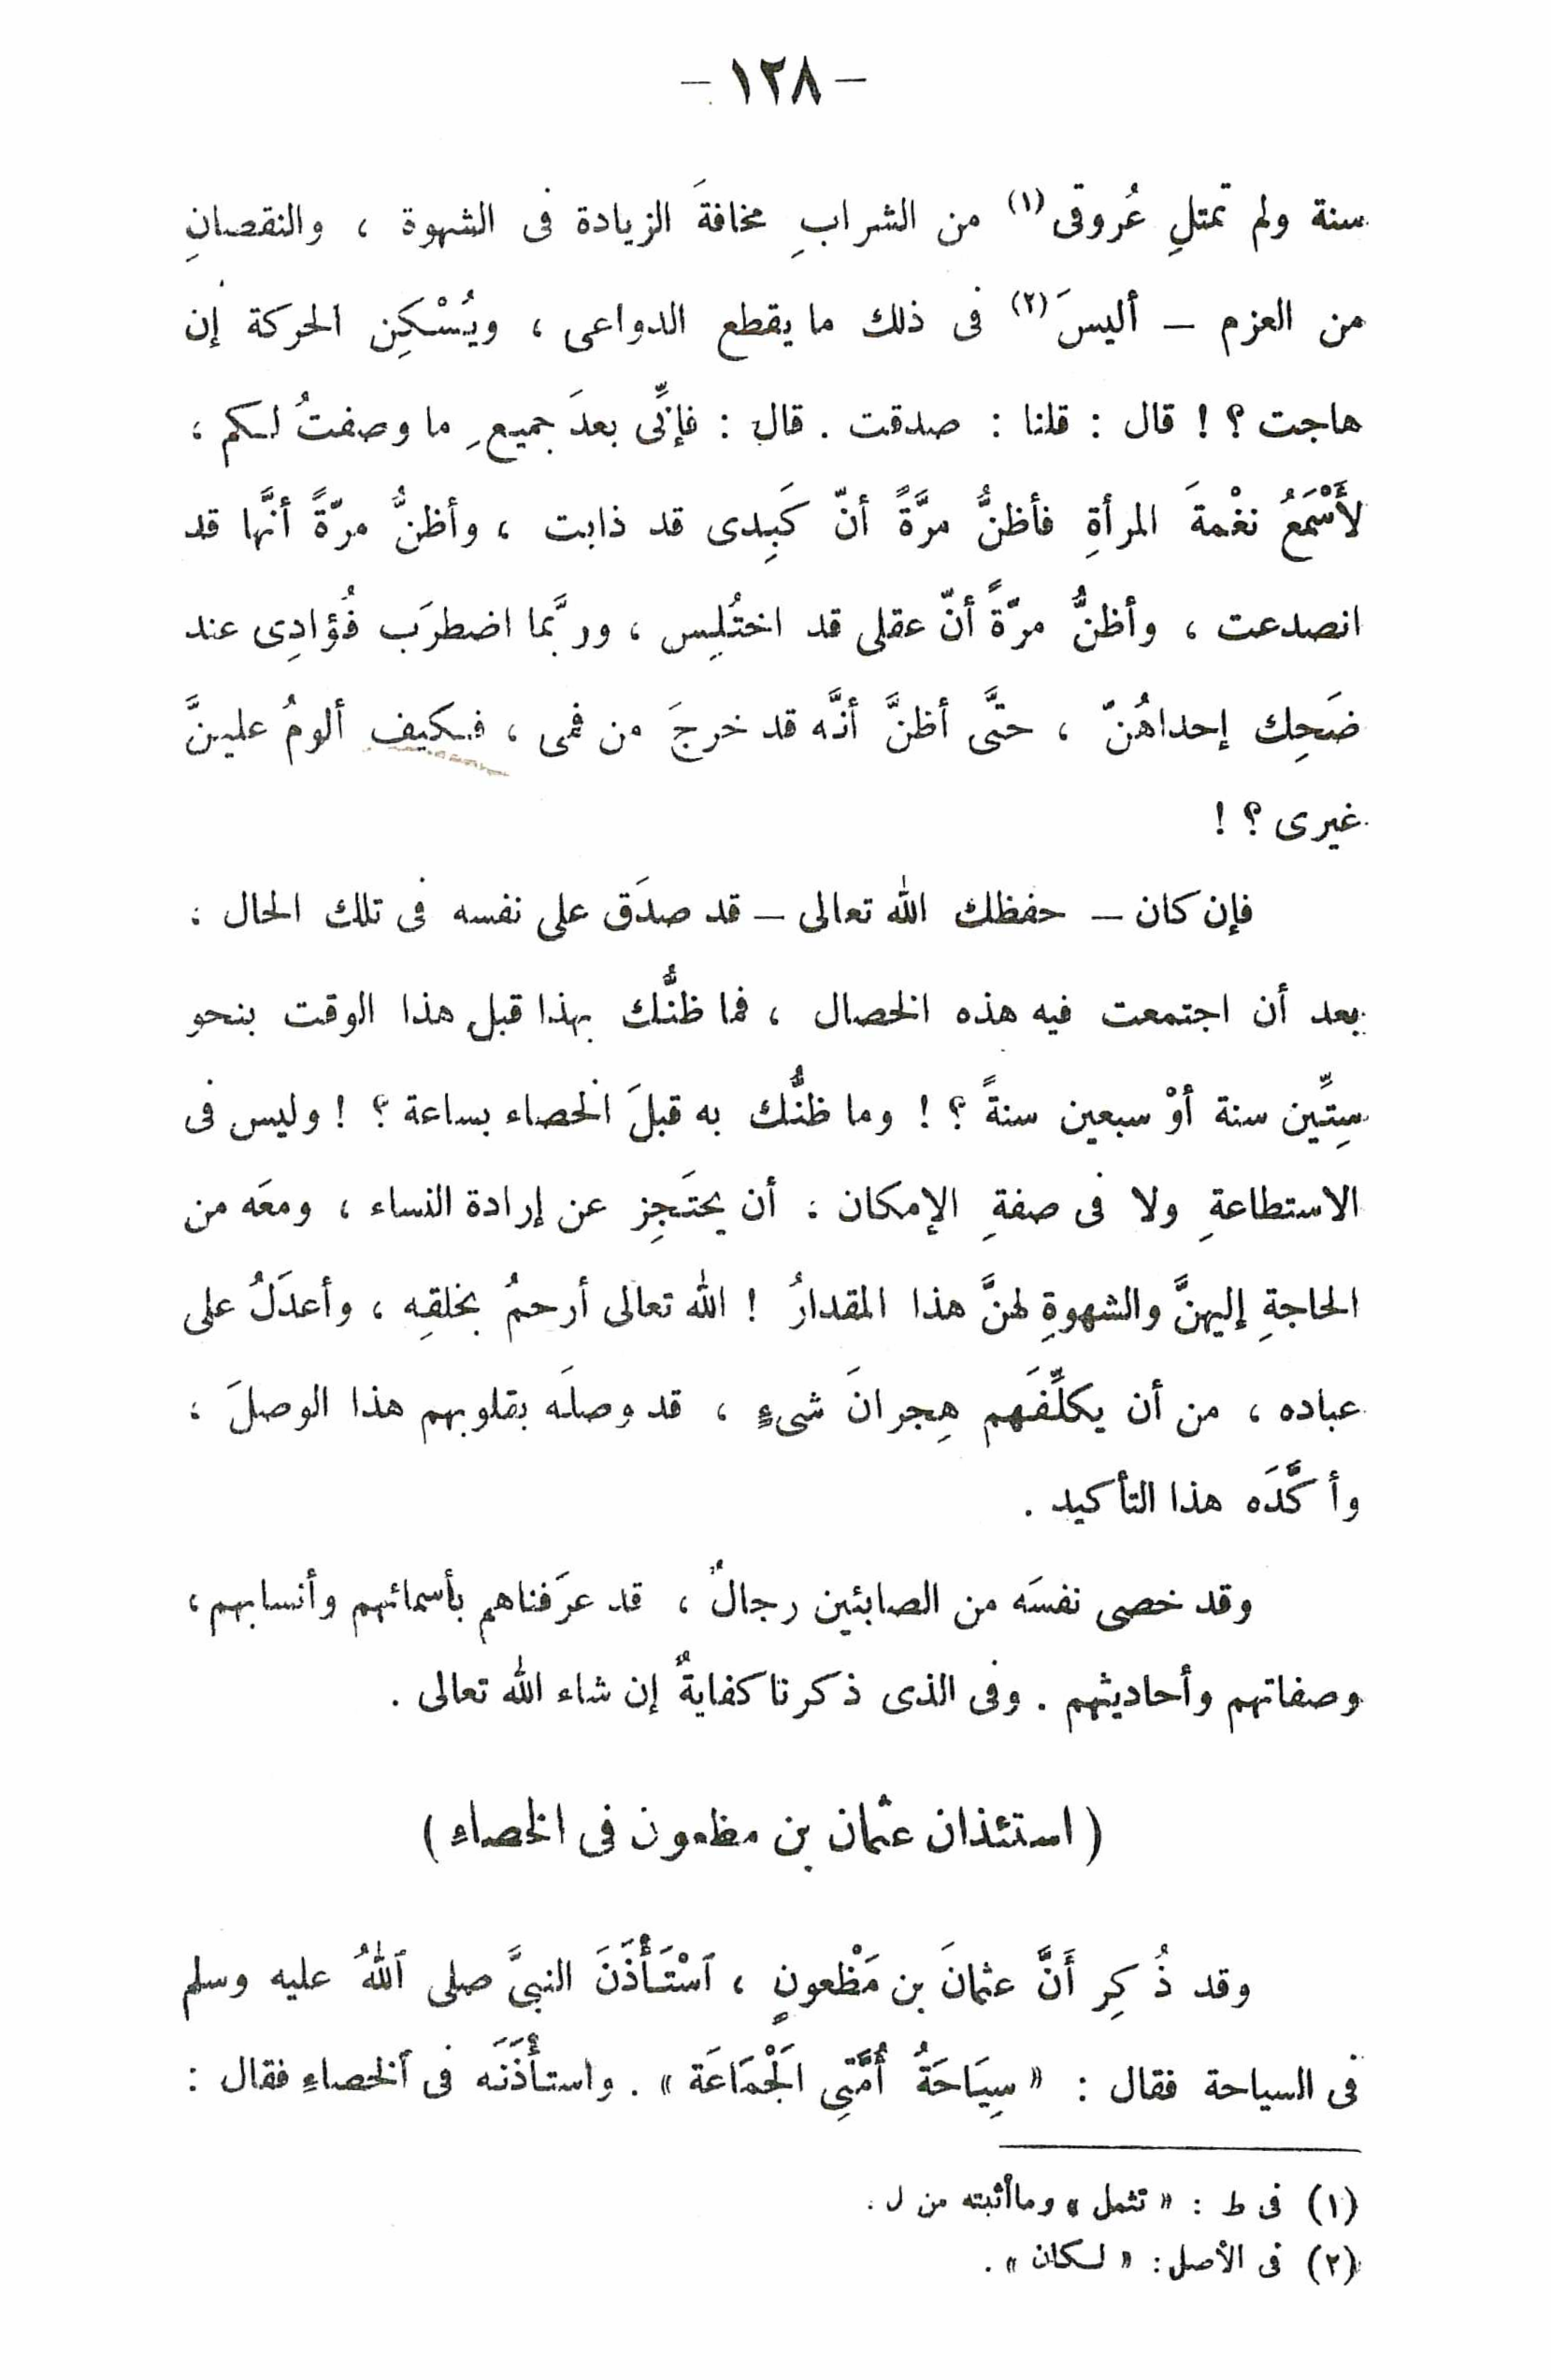 - ١٢٨ -
سنة ولم تمتلِ عُروقى (١) من الشرابِ مخافةَ الزيادة فى الشهوة ، والنقصانِ
من العزم – أليسَ (٢) فى ذلك ما يقطع الدواعى ، ويُسْكِن الحركة إن
هاجت ؟ ! قال : قلنا : صدقت . قال : فإنِّى بعدَ جميعِ ما وصفتُ لكم ،
لأَسْمَعُ نغْمةَ المرأةِ فأظنُّ مرَّةً أنّ كَبِدى قد ذابت ، وأظنُّ مرّةً أنَّها قد
انصدعت ، وأظنُّ مرّةً أنّ عقلى قد اختُلِس ، وربَّما اضطرَب فُؤادِى عند
ضَحِك إحداهُنّ ، حتَّى أظنَّ أنَّه قد خرجَ من فمى ، فكيف ألومُ عليهنَّ
غيرى ؟ !
فإن كان – حفظك الله تعالى – قد صدَق على نفسه فى تلك الحال ،
بعد أن اجتمعت فيه هذه الخصال ، فما ظنُّك بهذا قبل هذا الوقت بنحو
سِتِّين سنة أوْ سبعين سنةً ؟ ! وما ظنُّك به قبلَ الخصاء بساعة ؟ ! وليس فى
الاستطاعةِ ولا فى صفةِ الإمكان ، أن يحتَجِز عن إرادة النساء ، ومعَه من
الحاجةِ إليهنَّ والشهوةِ لهنَّ هذا المقدارُ ! الله تعالى أرحمُ بخلقِه ، وأعدَلُ على
عباده ، من أن يكلِّفَهم هِجرانَ شىءٍ ، قد وصلَه بقلوبهم هذا الوصلَ ،
وأكَّدَه هذا التأكيد .
وقد خصى نفسَه من الصابئين رجالٌ ، قد عرَفناهم بأسمائهم وأنسابهم ،
وصفاتهم وأحاديثهم . وفى الذى ذكرنا كفايةٌ إن شاء الله تعالى .
( استئذان عثمان بن مظعون فى الخصاء )
وقد ذُكِر أَنَّ عثمانَ بن مَظْعونٍ ، ٱسْتَأْذَنَ النبىَّ صلى ٱللهُ عليه وسلم
فى السياحة فقال : « سِيَاحَةُ أُمَّتِى الْجَمَاعَة » . واستأْذَنَه فى ٱلخصاءِ فقال :
(١) فى ط : « تثمل » وما أثبته من ل .
(٢) فى الأصل : « لكان » .